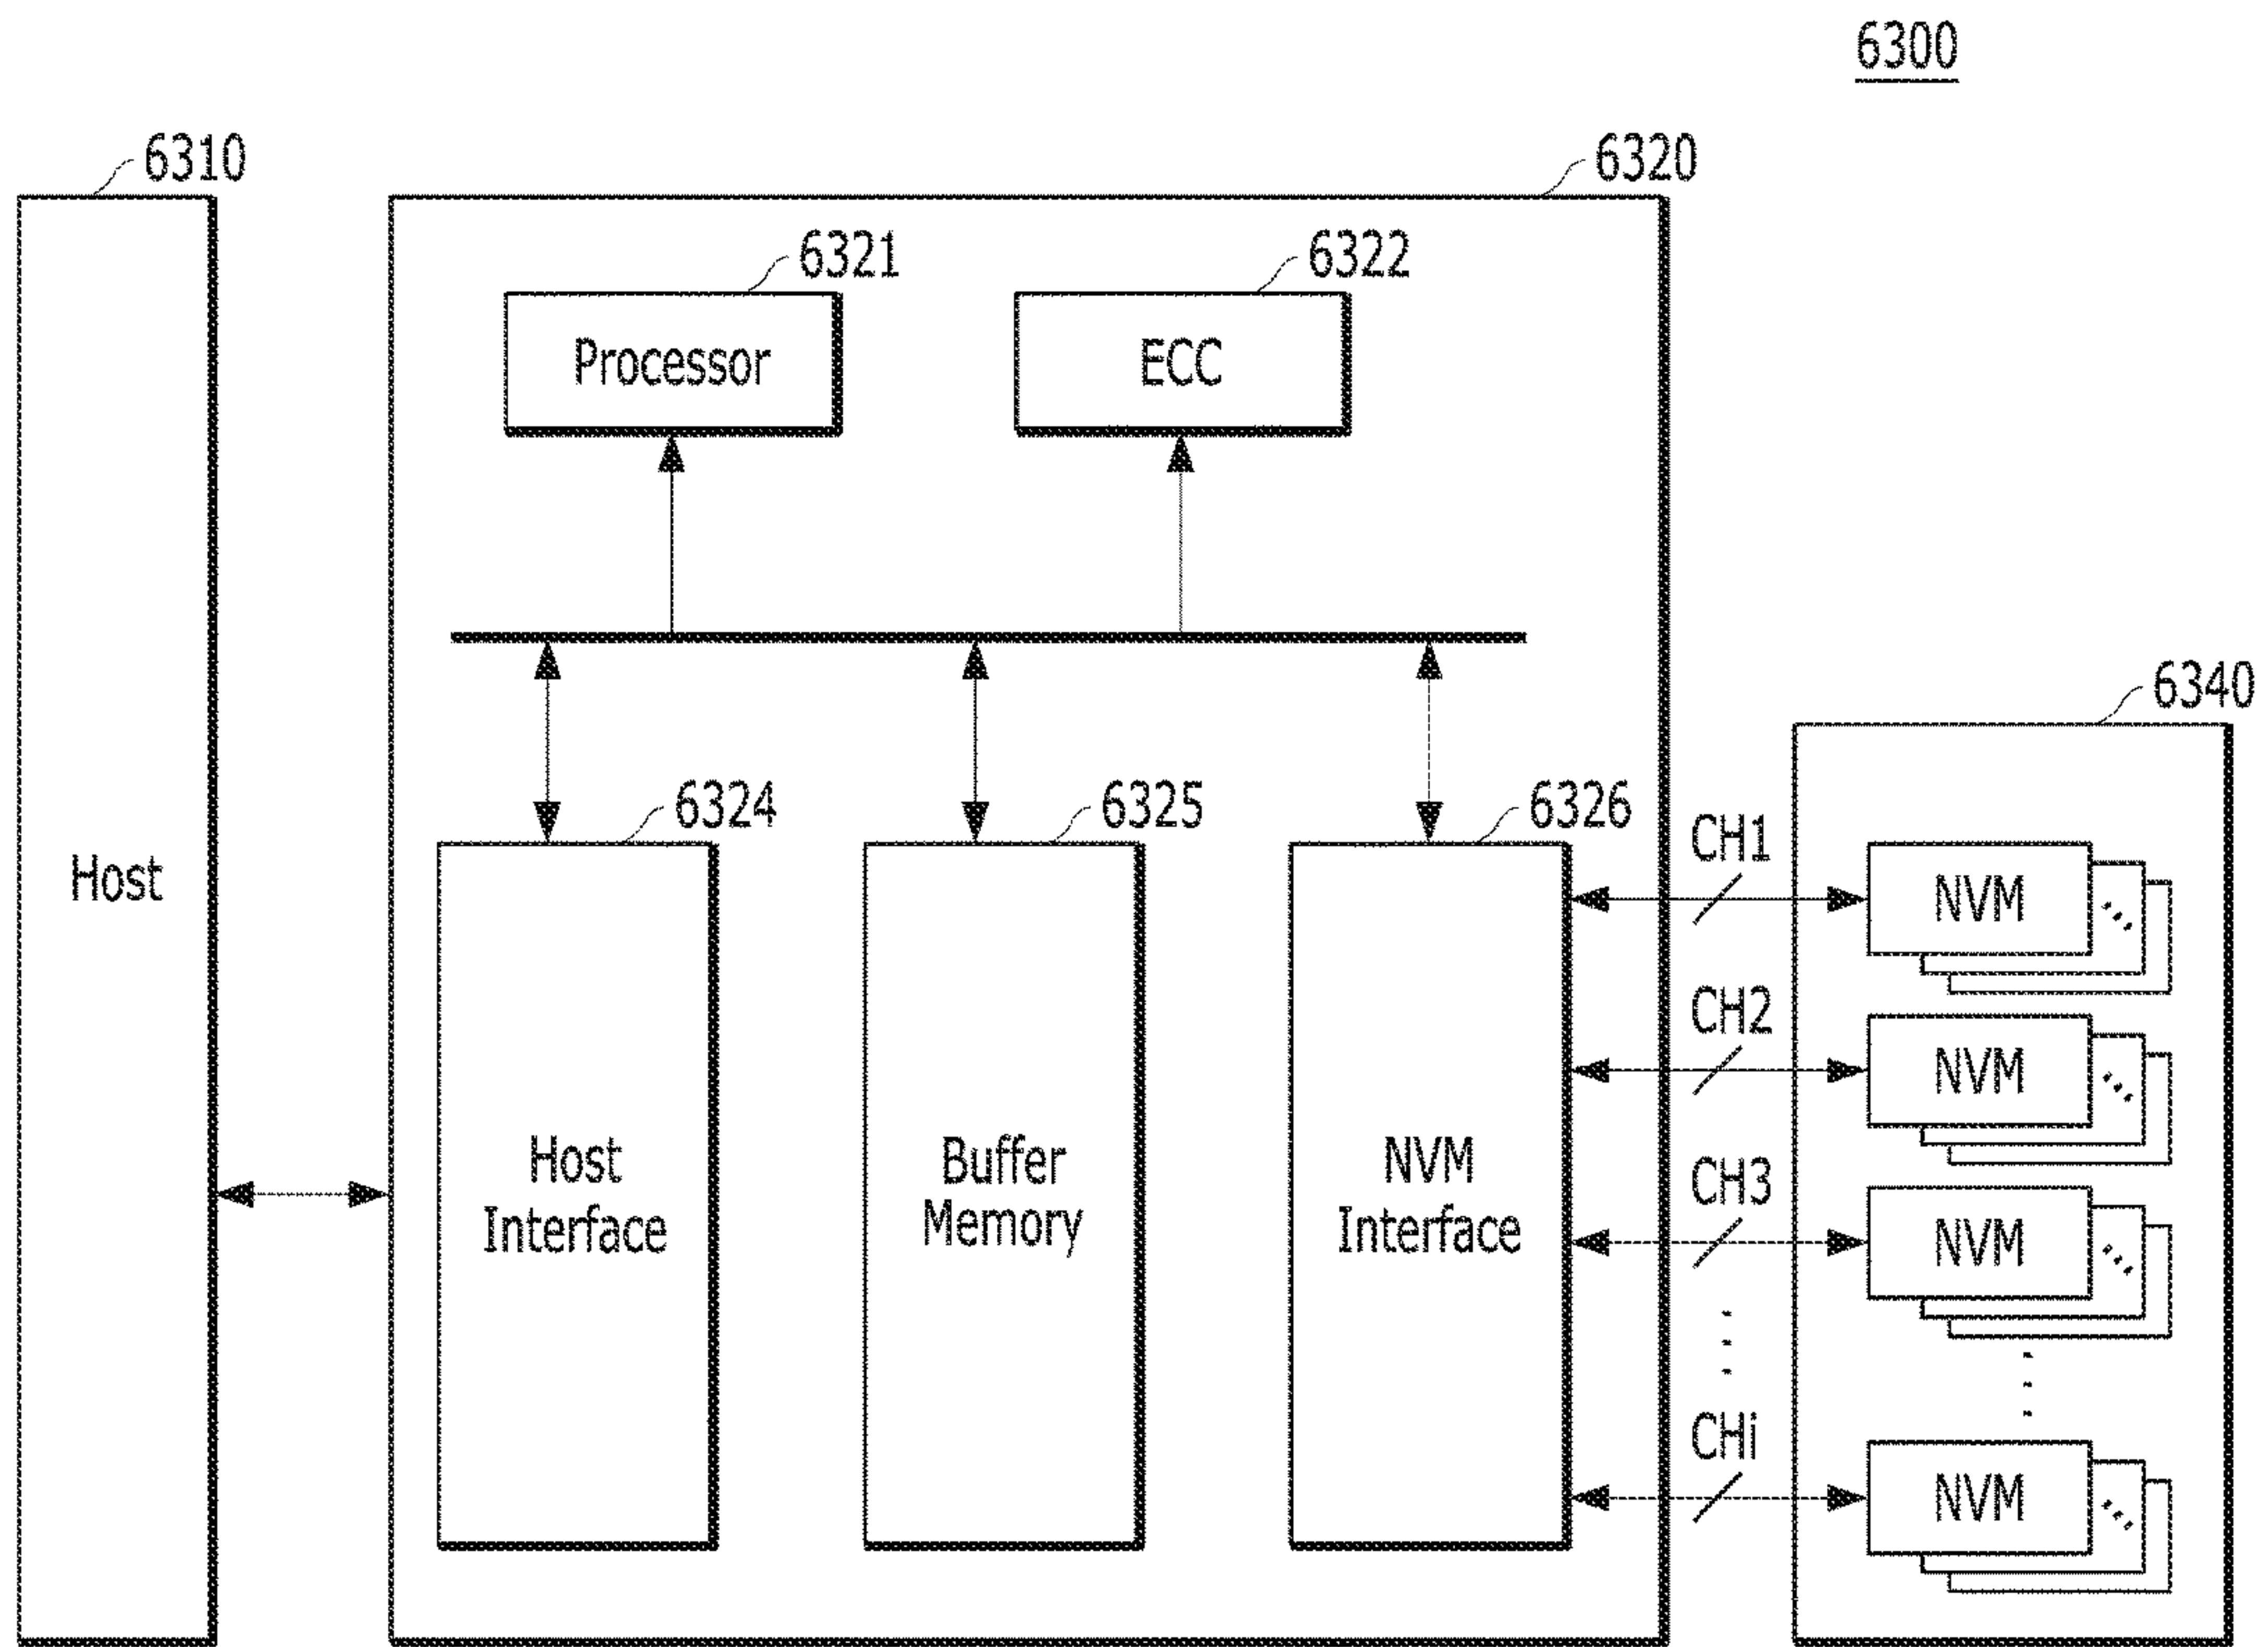 6300
6310
6320
6321
6322
Processor
ECC
6340
6324
6325
6326
CH1
Host
NVM
CH2
NVM
Host
Interface
Buffer
Memory
NVM
Interface
CH3
NVM
CHi
NVM